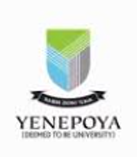 YENEPOYA
(DEEMED TO BE UNIVERSITY)